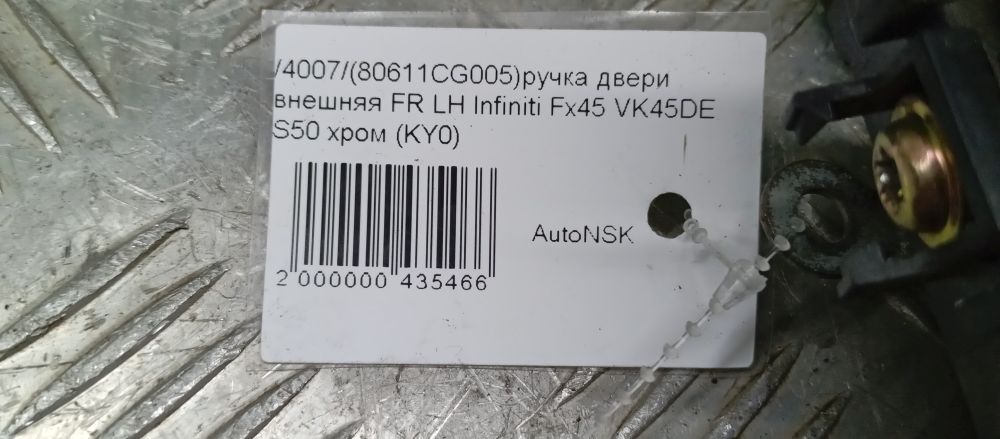 /4007/(80611CG005)ручка двери
внешняя FR LH Infiniti Fx45 VK45DE
S50 хром (KY0)
AutoNSK
2 000000 435466